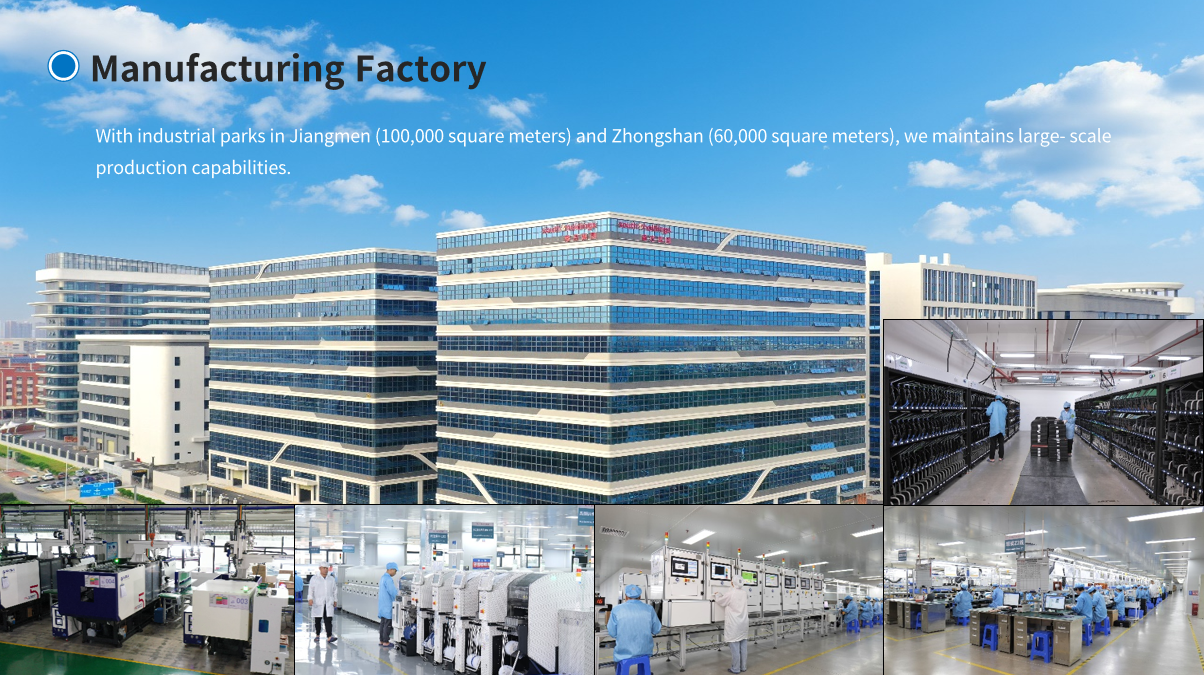 Manufacturing Factory
With industrial parks in Jiangmen (100,000 square meters) and Zhongshan (60,000 square meters), we maintains large- scale
production capabilities.